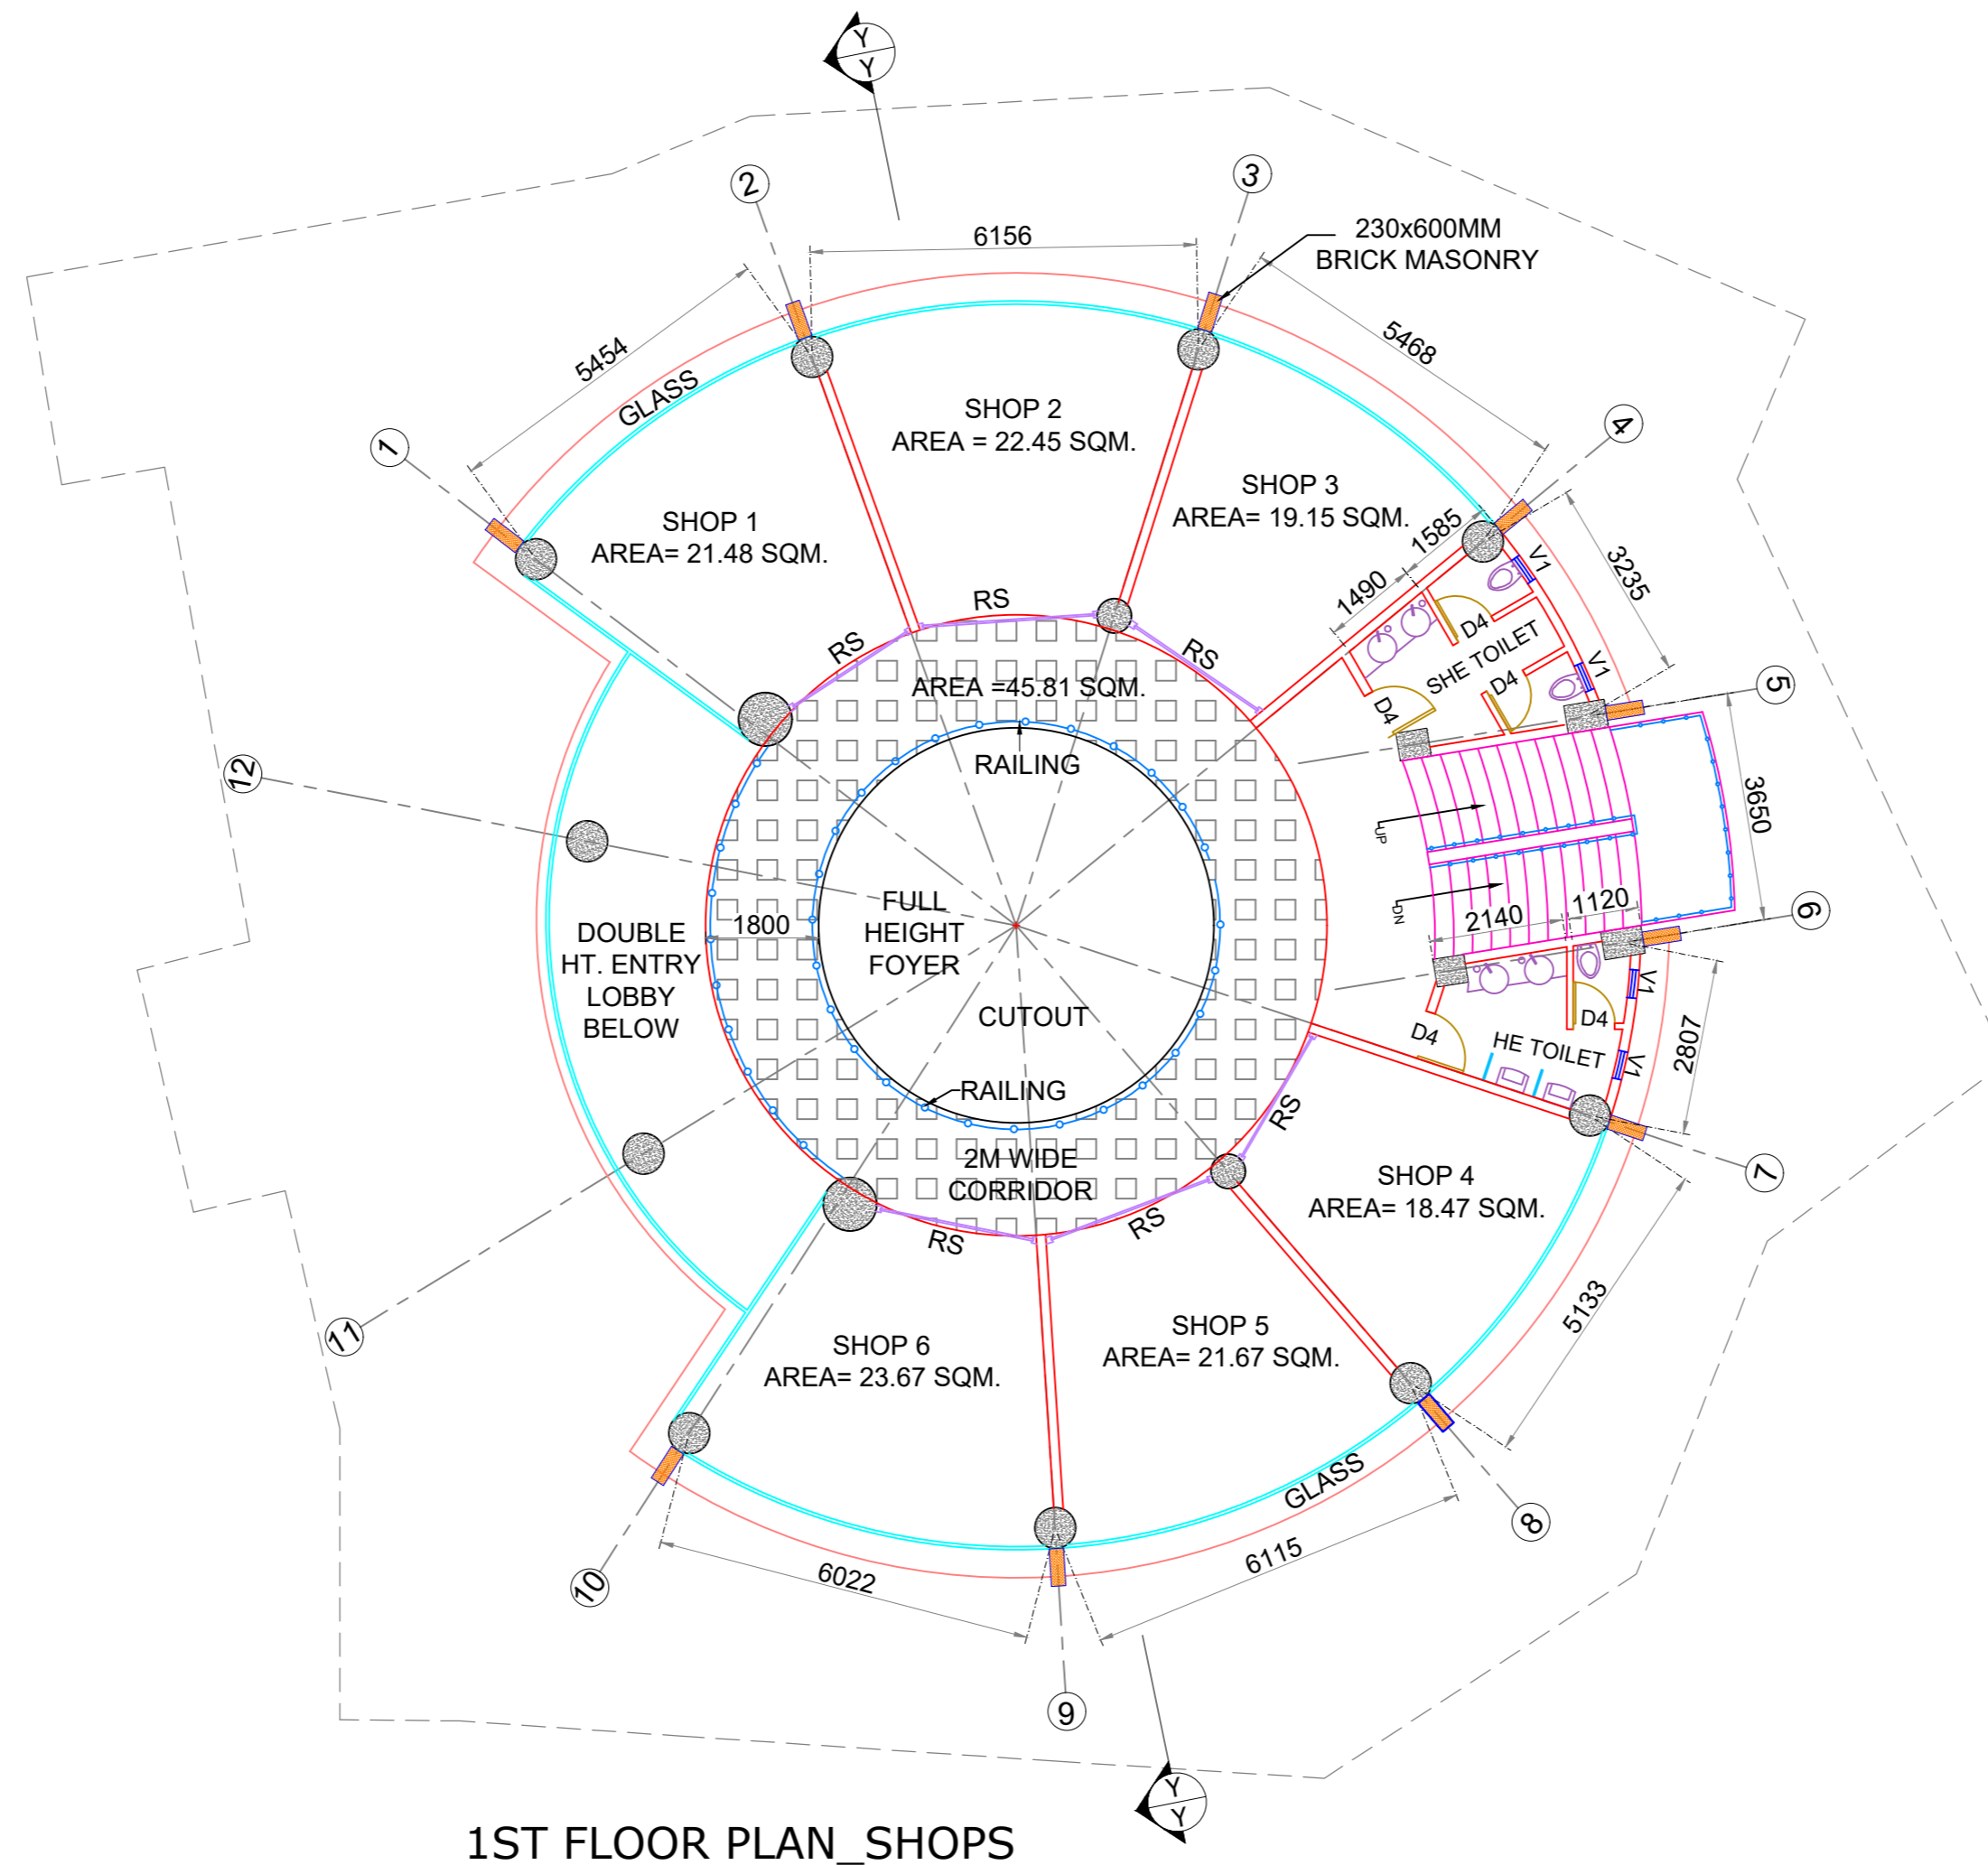 Y
Y
2
3
6156
230x600MM
BRICK MASONRY
5454
5468
GLASS
1
4
SHOP 2
AREA = 22.45 SQM.
SHOP 3
AREA= 19.15 SQM.
SHOP 1
AREA= 21.48 SQM.
1585
1490
V1
3235
D4
SHE TOILET
V1
D4
D4
5
RS
RS
RS
AREA =45.81 SQM.
RAILING
12
3650
UP
DN
2140
1120
6
FULL
HEIGHT
FOYER
1800
DOUBLE
HT. ENTRY
LOBBY
BELOW
CUTOUT
V1
D4
D4
HE TOILET
V1
2807
RAILING
RS
2M WIDE
CORRIDOR
SHOP 4
AREA= 18.47 SQM.
7
RS
RS
11
SHOP 6
AREA= 23.67 SQM.
SHOP 5
AREA= 21.67 SQM.
5133
GLASS
8
6022
6115
10
9
Y
Y
1ST FLOOR PLAN_SHOPS